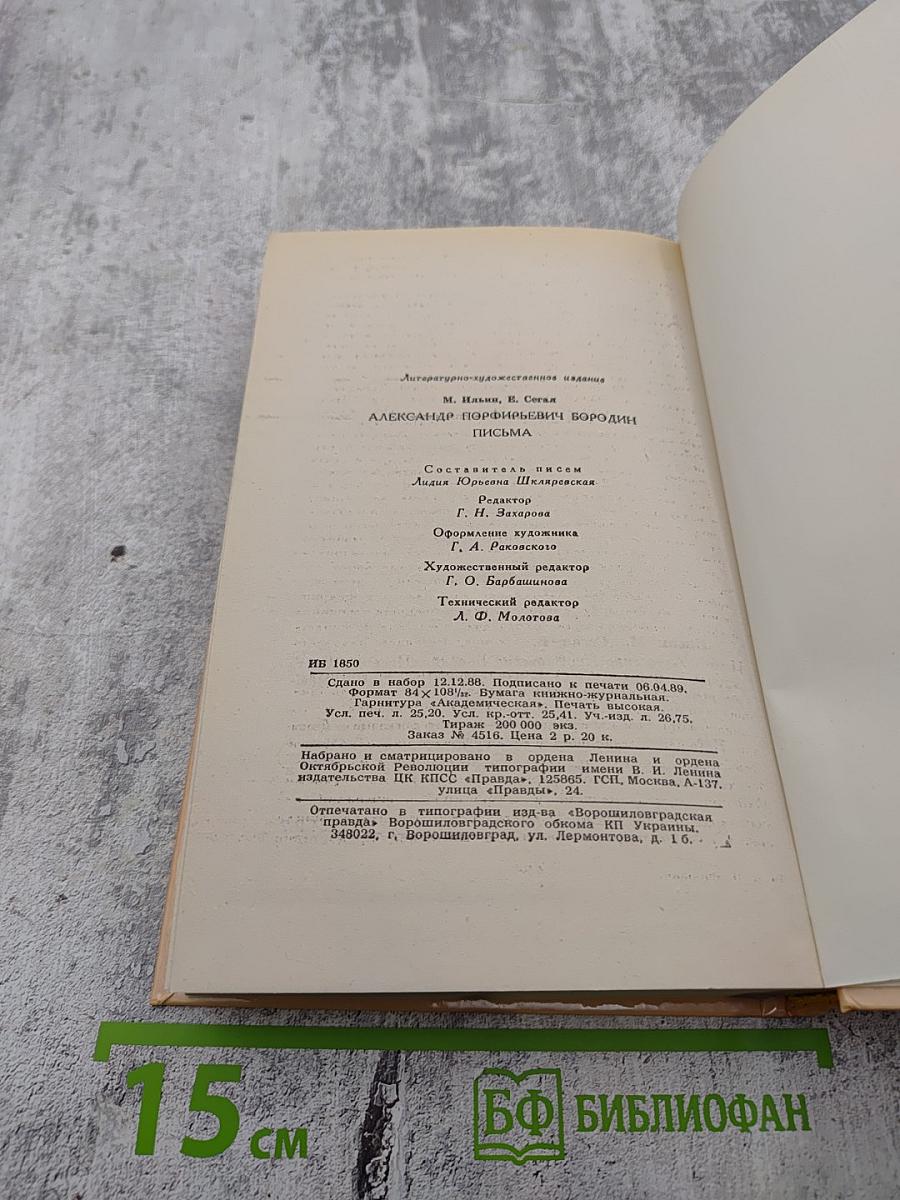 Литературно-художественное издание
М. Ильин, Е. Сегал
АЛЕКСАНДР ПОРФИРЬЕВИЧ БОРОДИН
ПИСЬМА
Составитель писем
Лидия Юрьевна Шкляревская
Редактор
Г. Н. Захарова
Оформление художника
Г. А. Раковского
Художественный редактор
Г. О. Барбашинова
Технический редактор
Л. Ф. Молотова
ИБ 1850
Сдано в набор 12.12.88. Подписано к печати 06.04.89.
Формат 84×108¹/₃₂. Бумага книжно-журнальная.
Гарнитура «Академическая». Печать высокая.
Усл. печ. л. 25,20. Усл. кр.-отт. 25,41. Уч.-изд. л. 26,75.
Тираж 200 000 экз.
Заказ № 4516. Цена 2 р. 20 к.
Набрано и сматрицировано в ордена Ленина и ордена
Октябрьской Революции типографии имени В. И. Ленина
издательства ЦК КПСС «Правда». 125865. ГСП, Москва, А-137,
улица «Правды», 24.
Отпечатано в типографии изд-ва «Ворошиловградская
правда» Ворошиловградского обкома КП Украины.
348022, г. Ворошиловград, ул. Лермонтова, д. 1 б.
15 см
БФ БИБЛИОФАН